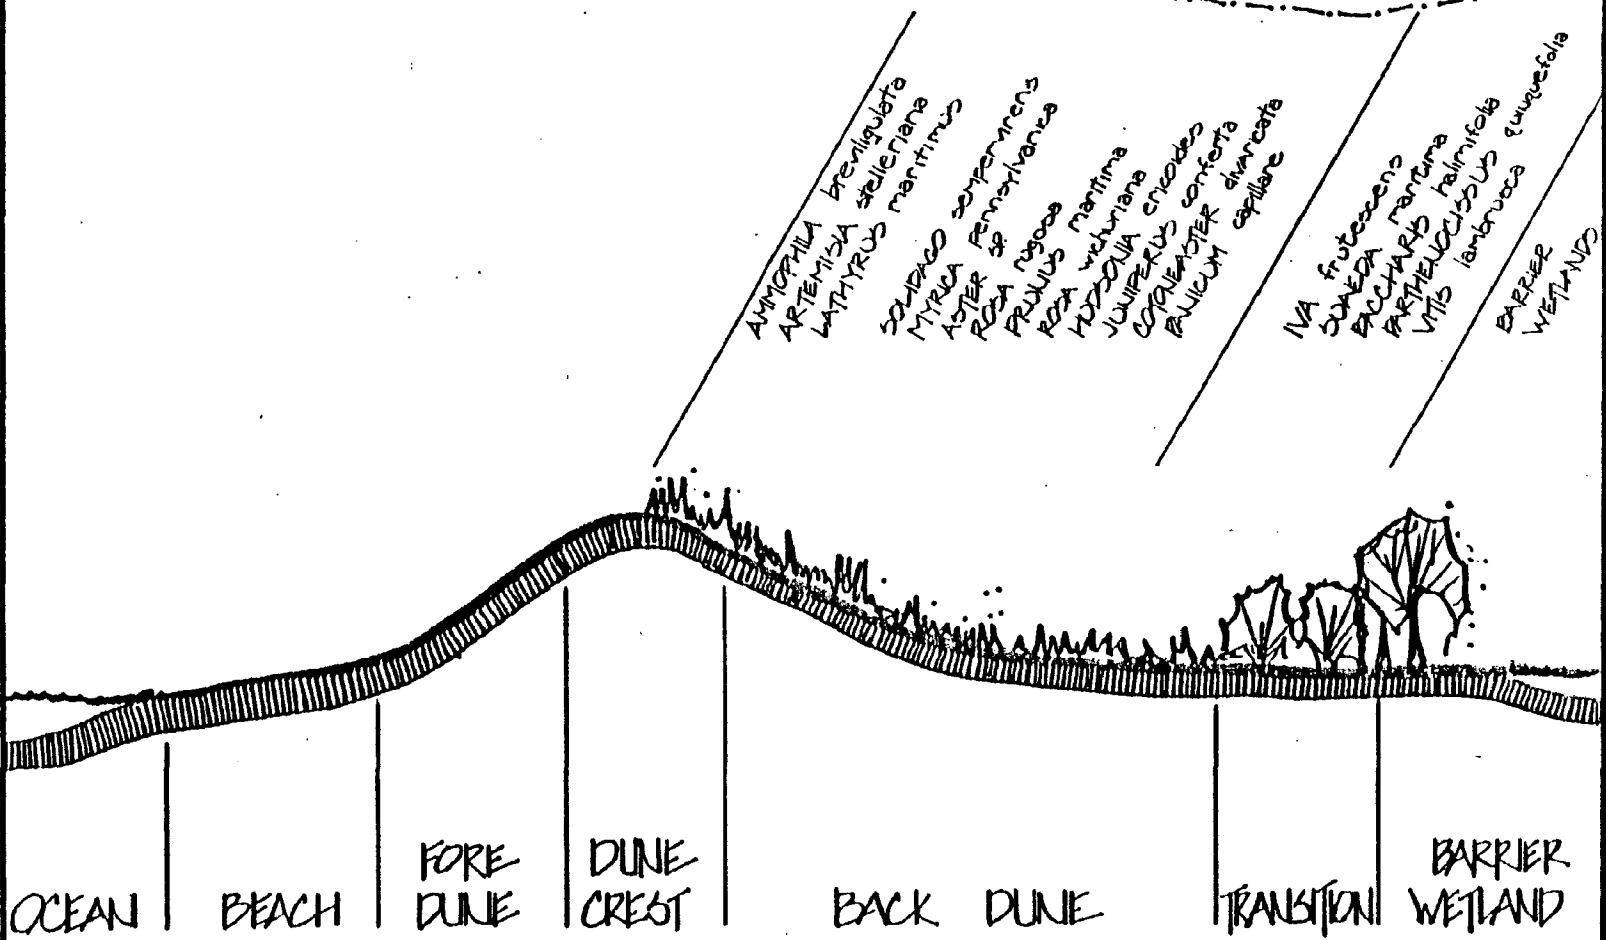 AMMOPHILA breviligulata
ARTEMISIA stelleriana
LATHYRUS maritimus
SOLIDAGO sempervirens
MYRICA pennsylvanica
ASTER sp.
ROSA rugosa
PRUNUS maritima
ROSA wichuriana
HUDSONIA ericoides
JUNIPERUS conferta
COTONEASTER divaricata
PANICUM capillare
IVA frutescens
SUAEDA maritima
BACCHARIS halimifolia
PARTHENOCISSUS quinquefolia
VITIS lambrusca
BARRIER
WETLANDS
OCEAN
BEACH
FORE
DUNE
DUNE
CREST
BACK DUNE
TRANSITION
BARRIER
WETLAND